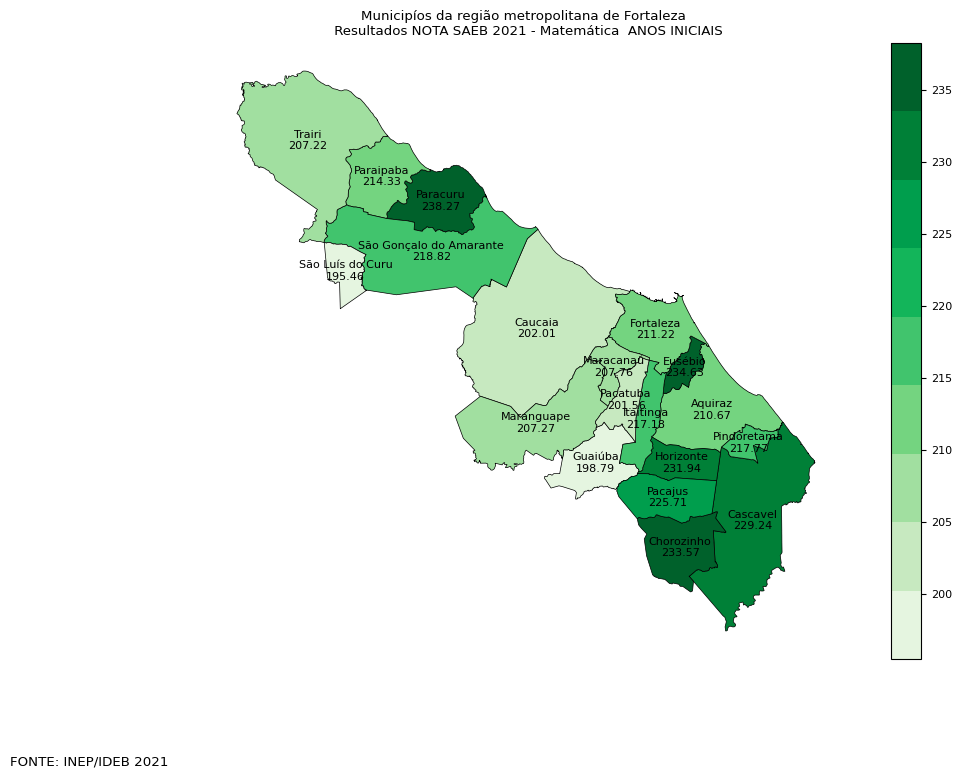 Municipíos da região metropolitana de Fortaleza
Resultados NOTA SAEB 2021 - Matemática  ANOS INICIAIS
Trairi
207.22
Paraipaba
214.33
Paracuru
238.27
São Gonçalo do Amarante
218.82
São Luís do Curu
195.46
Caucaia
202.01
Fortaleza
211.22
Maracanaú
207.76
Eusébio
234.63
Pacatuba
201.56
Itaitinga
217.13
Aquiraz
210.67
Maranguape
207.27
Pindoretama
217.77
Guaiúba
198.79
Horizonte
231.94
Pacajus
225.71
Cascavel
229.24
Chorozinho
233.57
235
230
225
220
215
210
205
200
FONTE: INEP/IDEB 2021